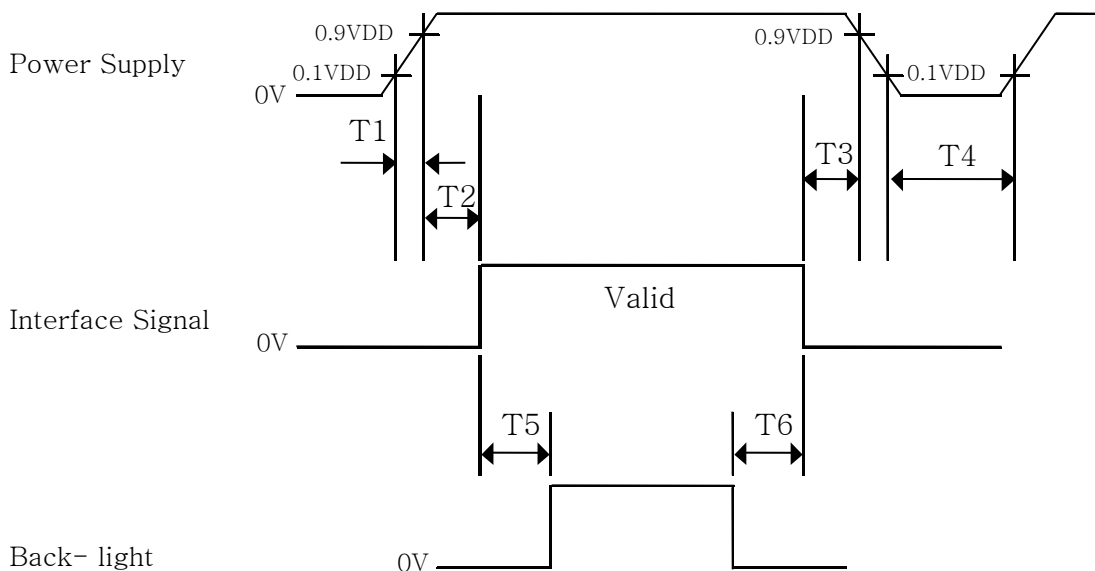 0.9VDD
0.9VDD
Power Supply
0.1VDD
0.1VDD
0V
T1
T3
T4
T2
Valid
Interface Signal
0V
T5
T6
Back- light
0V